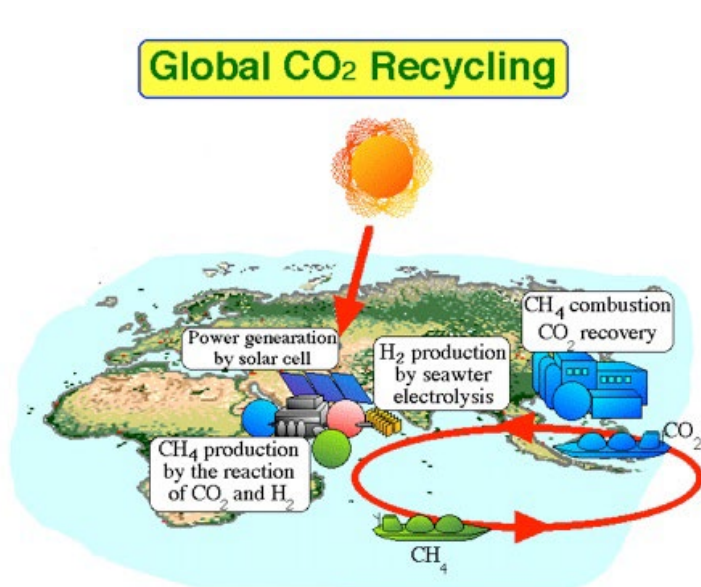 Global CO₂ Recycling
CH₄ combustion
CO₂ recovery
Power genearation
by solar cell
H₂ production
by seawter
electrolysis
CH₄ production
by the reaction
of CO₂ and H₂
CO₂
CH₄